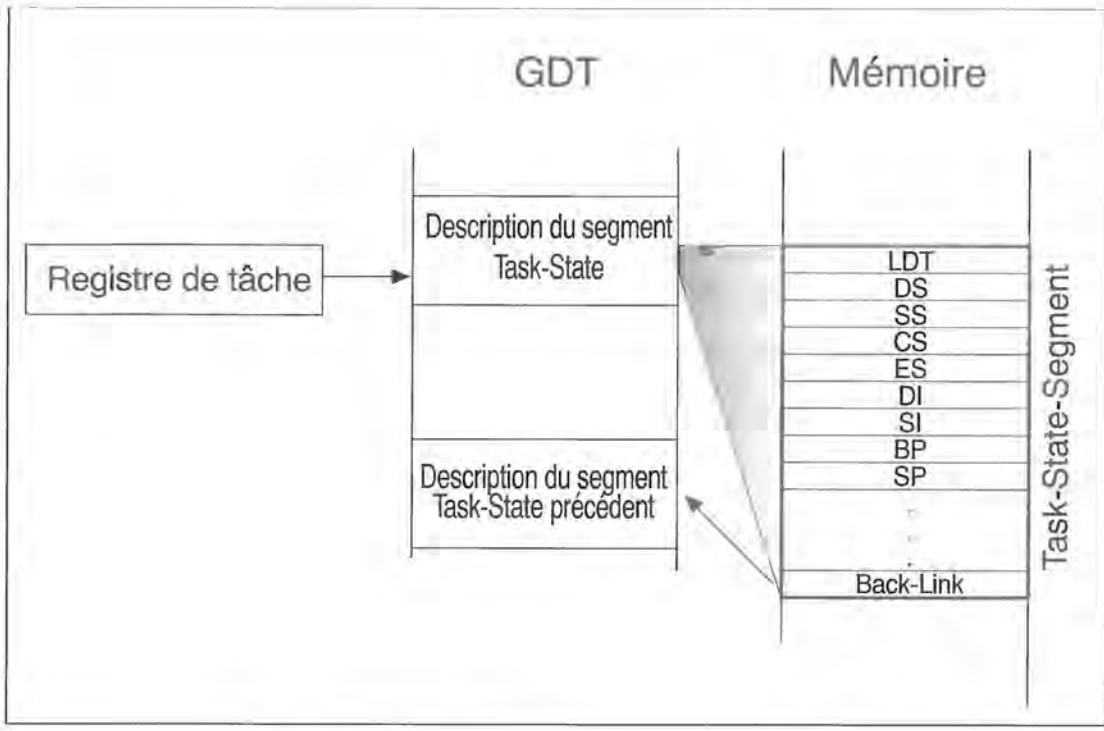 GDT
Mémoire
Registre de tâche
Description du segment
Task-State
Description du segment
Task-State précédent
LDT
DS
SS
CS
ES
DI
SI
BP
SP
.
.
.
Back-Link
Task-State-Segment